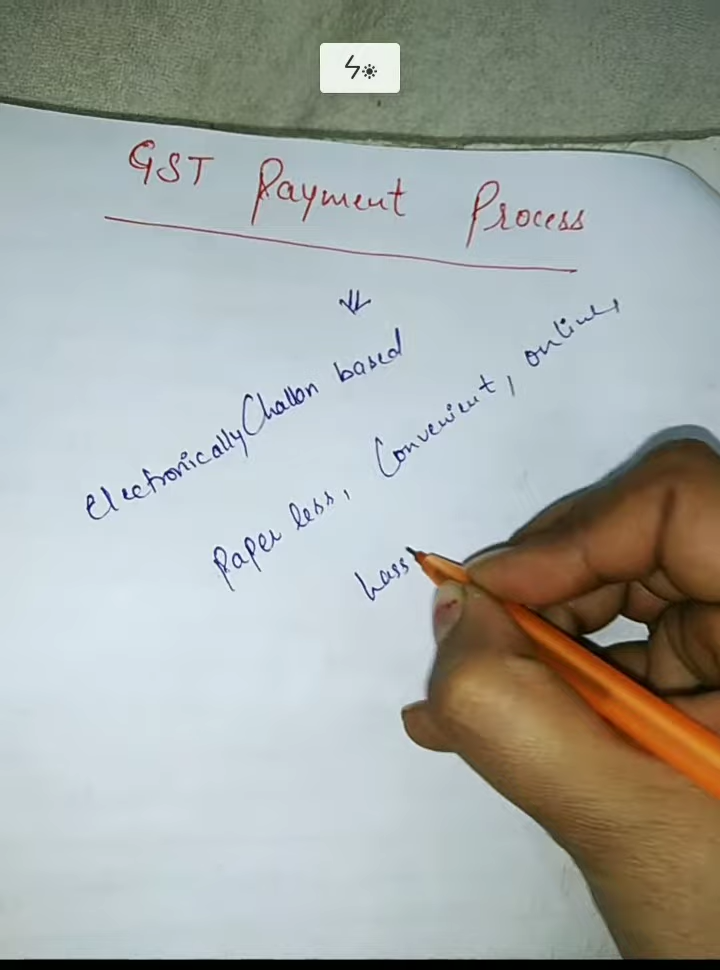 GST Payment Process
Electronically Challan based
Paper less, Convenient, online,
hass